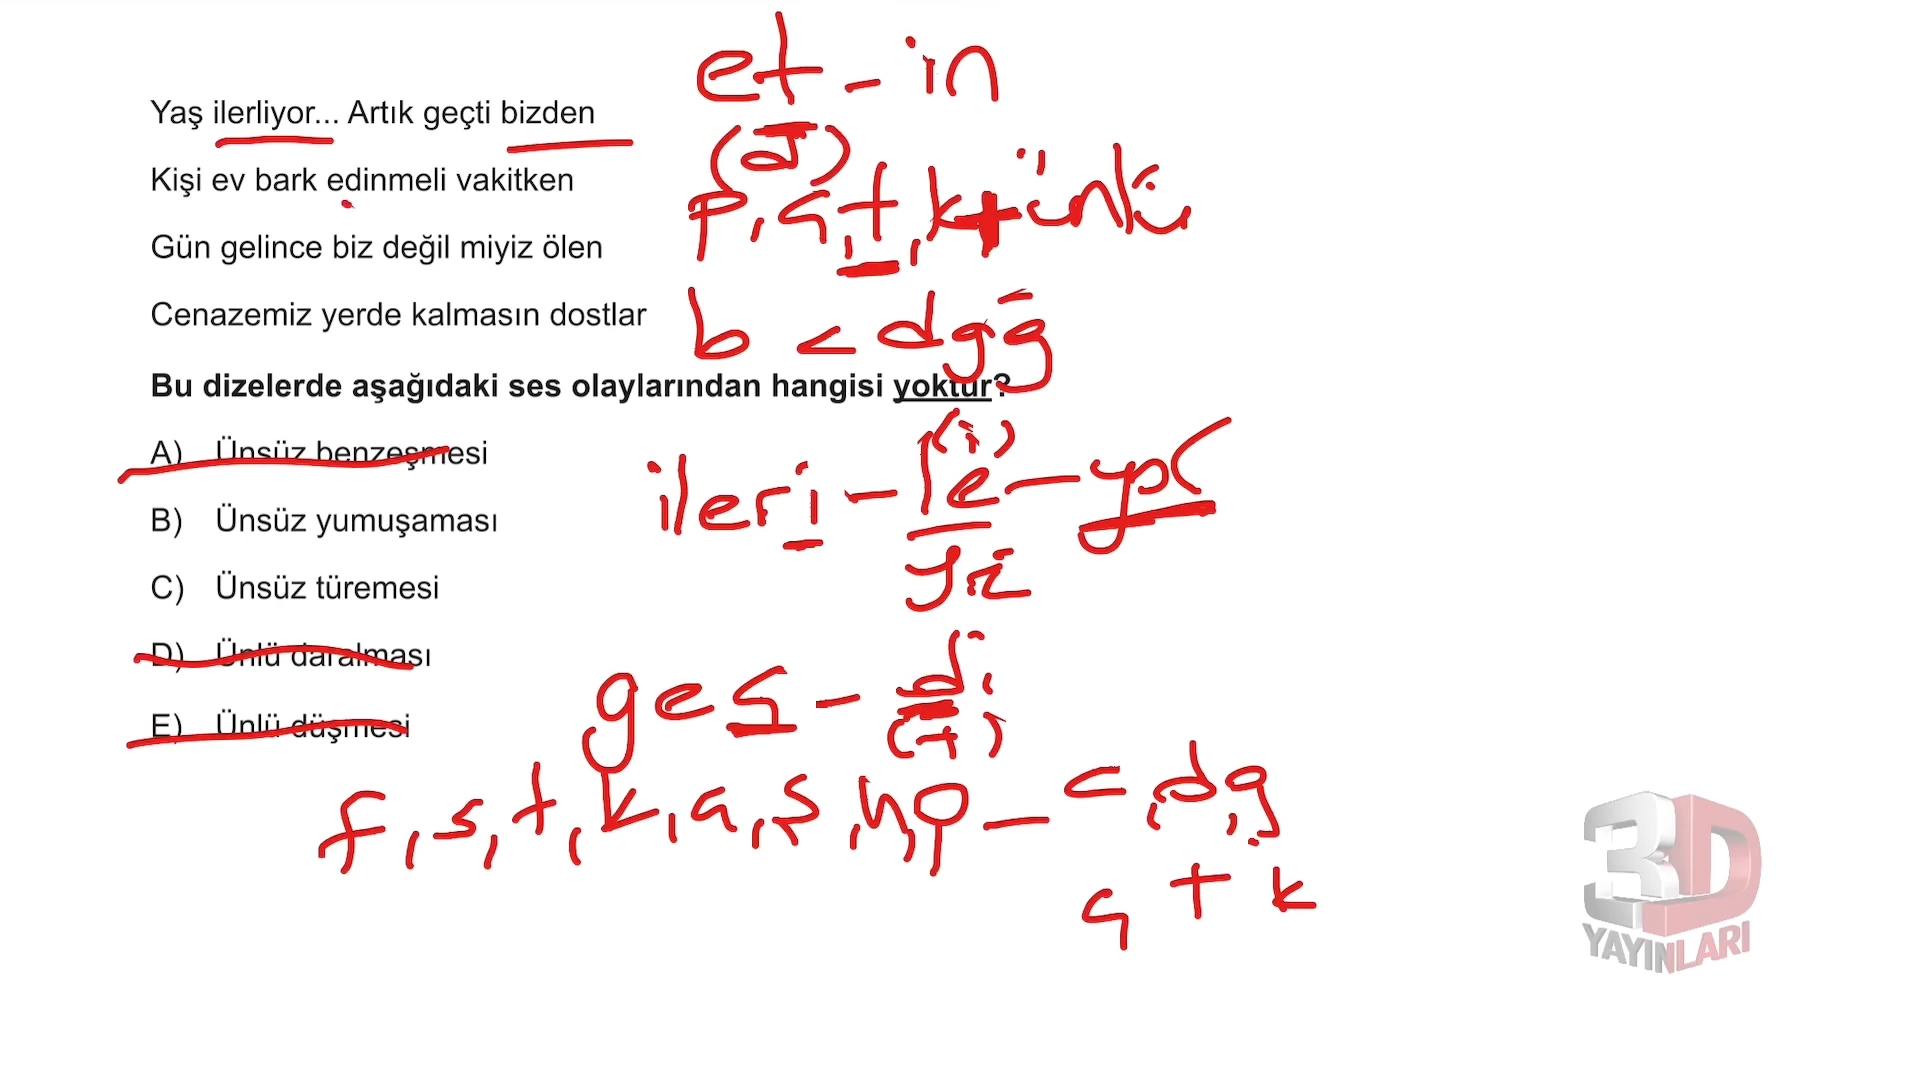 et - in
Yaş ilerliyor... Artık geçti bizden
(d)
Kişi ev bark edinmeli vakitken
p, ç, t, k + ünlü
Gün gelince biz değil miyiz ölen
Cenazemiz yerde kalmasın dostlar
b c d g ğ
Bu dizelerde aşağıdaki ses olaylarından hangisi yoktur?
A) Ünsüz benzeşmesi
(i)
ileri - le - yor
B) Ünsüz yumuşaması
C) Ünsüz türemesi
D) Ünlü daralması
geç - di
(t)
E) Ünlü düşmesi
f, s, t, k, ç, ş, h, p - c, d, g
ç t k
3D
YAYINLARI